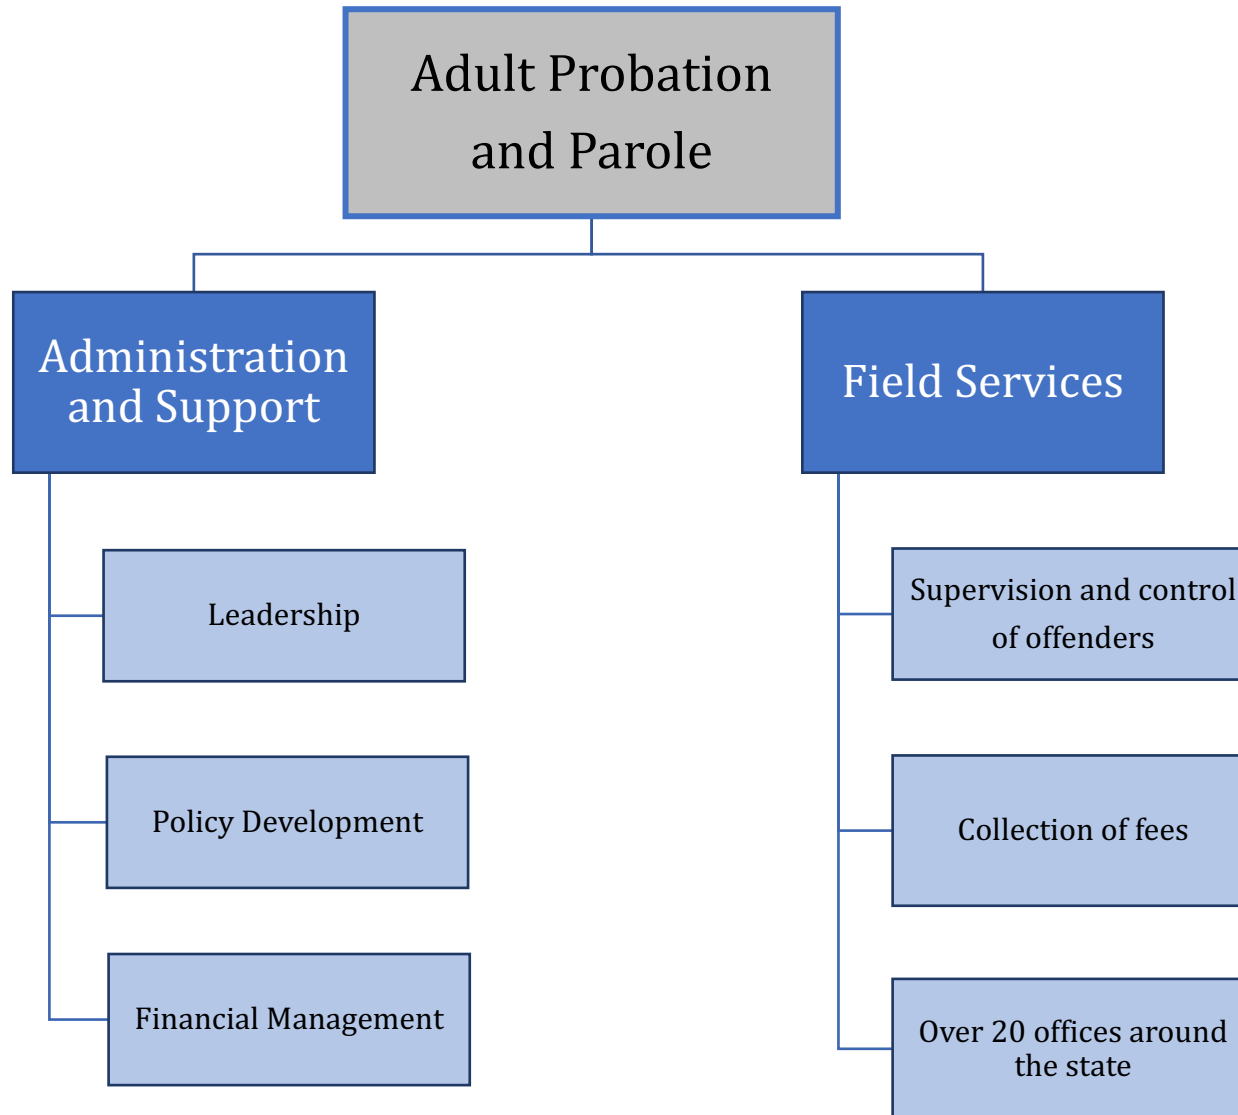 Adult Probation
and Parole
Administration
and Support
Leadership
Policy Development
Financial Management
Field Services
Supervision and control
of offenders
Collection of fees
Over 20 offices around
the state